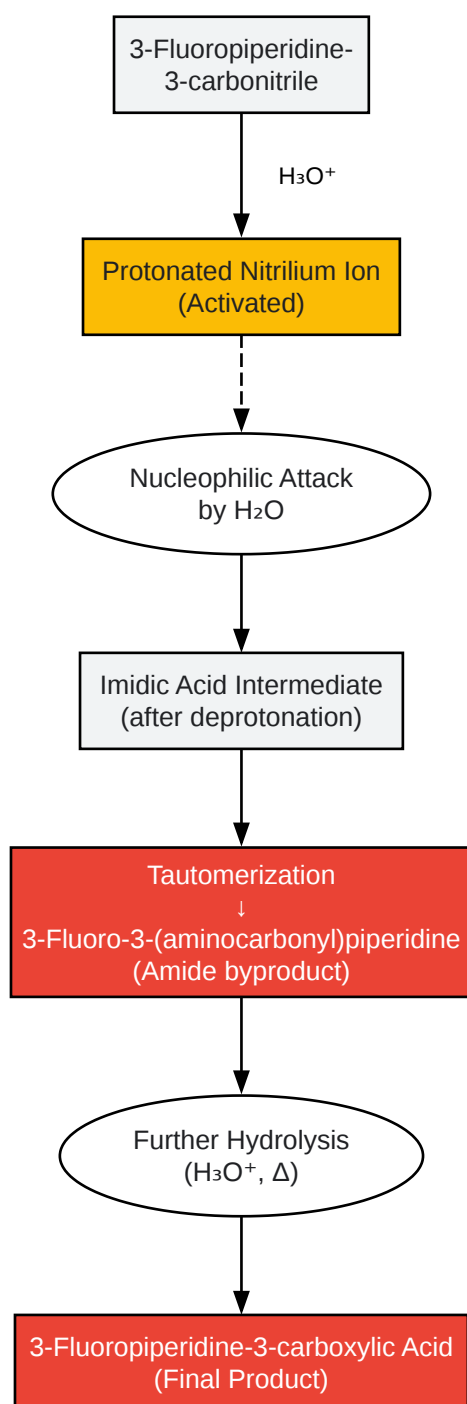 3-Fluoropiperidine-
3-carbonitrile
H₃O⁺
Protonated Nitrilium Ion
(Activated)
Nucleophilic Attack
by H₂O
Imidic Acid Intermediate
(after deprotonation)
Tautomerization
↓
3-Fluoro-3-(aminocarbonyl)piperidine
(Amide byproduct)
Further Hydrolysis
(H₃O⁺, Δ)
3-Fluoropiperidine-3-carboxylic Acid
(Final Product)